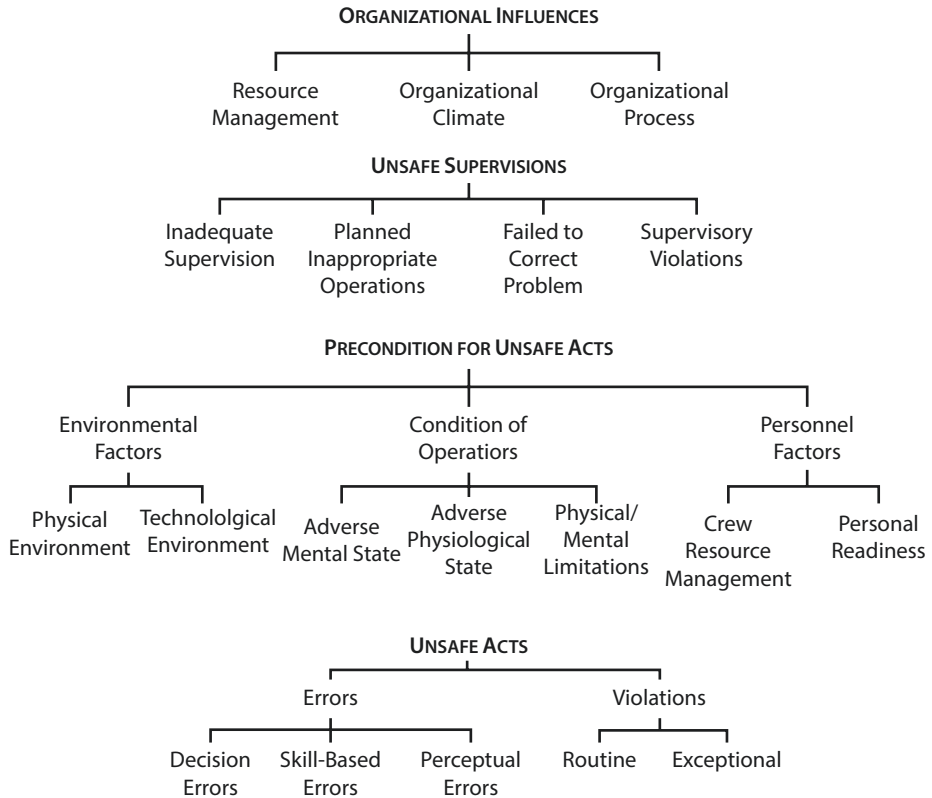 ORGANIZATIONAL INFLUENCES
Resource
Management
Organizational
Climate
Organizational
Process
UNSAFE SUPERVISIONS
Inadequate
Supervision
Planned
Inappropriate
Operations
Failed to
Correct
Problem
Supervisory
Violations
PRECONDITION FOR UNSAFE ACTS
Environmental
Factors
Condition of
Operatiors
Personnel
Factors
Physical
Environment
Technololgical
Environment
Adverse
Mental State
Adverse
Physiological
State
Physical/
Mental
Limitations
Crew
Resource
Management
Personal
Readiness
UNSAFE ACTS
Errors
Violations
Decision
Errors
Skill-Based
Errors
Perceptual
Errors
Routine
Exceptional